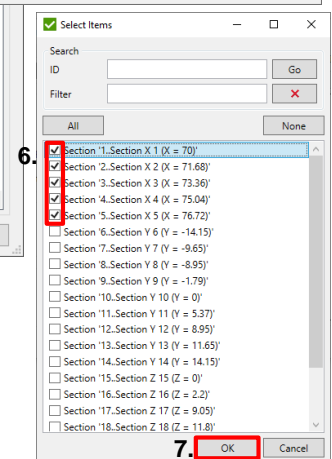 Select Items
Search
ID Go
Filter
All None
6.
Section '1..Section X 1 (X = 70)'
Section '2..Section X 2 (X = 71.68)'
Section '3..Section X 3 (X = 73.36)'
Section '4..Section X 4 (X = 75.04)'
Section '5..Section X 5 (X = 76.72)'
Section '6..Section Y 6 (Y = -14.15)'
Section '7..Section Y 7 (Y = -9.65)'
Section '8..Section Y 8 (Y = -8.95)'
Section '9..Section Y 9 (Y = -1.79)'
Section '10..Section Y 10 (Y = 0)'
Section '11..Section Y 11 (Y = 5.37)'
Section '12..Section Y 12 (Y = 8.95)'
Section '13..Section Y 13 (Y = 11.65)'
Section '14..Section Y 14 (Y = 14.15)'
Section '15..Section Z 15 (Z = 0)'
Section '16..Section Z 16 (Z = 2.2)'
Section '17..Section Z 17 (Z = 9.05)'
Section '18..Section Z 18 (Z = 11.8)'
7. OK Cancel